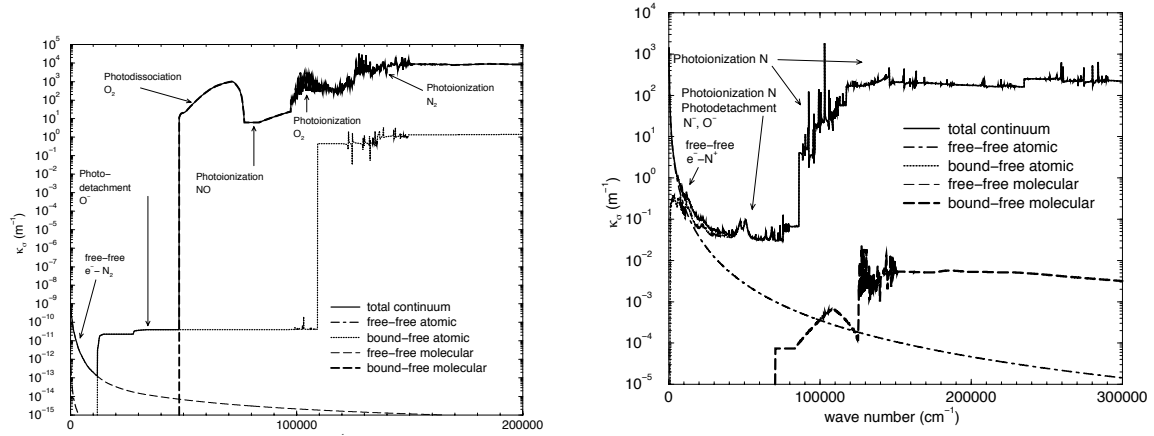 10^5
10^4
10^3
10^2
10^1
10^0
10^-1
10^-2
10^-3
10^-4
10^-5
10^-6
10^-7
10^-8
10^-9
10^-10
10^-11
10^-12
10^-13
10^-14
10^-15
κσ (m^-1)
Photodissociation
O2
Photoionization
N2
Photoionization
O2
Photoionization
NO
Photo-
detachment
O^-
free-free
e^-- N2
total continuum
free-free atomic
bound-free atomic
free-free molecular
bound-free molecular
0
100000
200000
10^4
10^3
10^2
10^1
10^0
10^-1
10^-2
10^-3
10^-4
10^-5
κσ (m^-1)
Photoionization N
Photoionization N
Photodetachment
N^-, O^-
free-free
e^--N^+
total continuum
free-free atomic
bound-free atomic
free-free molecular
bound-free molecular
0
100000
200000
300000
wave number (cm^-1)